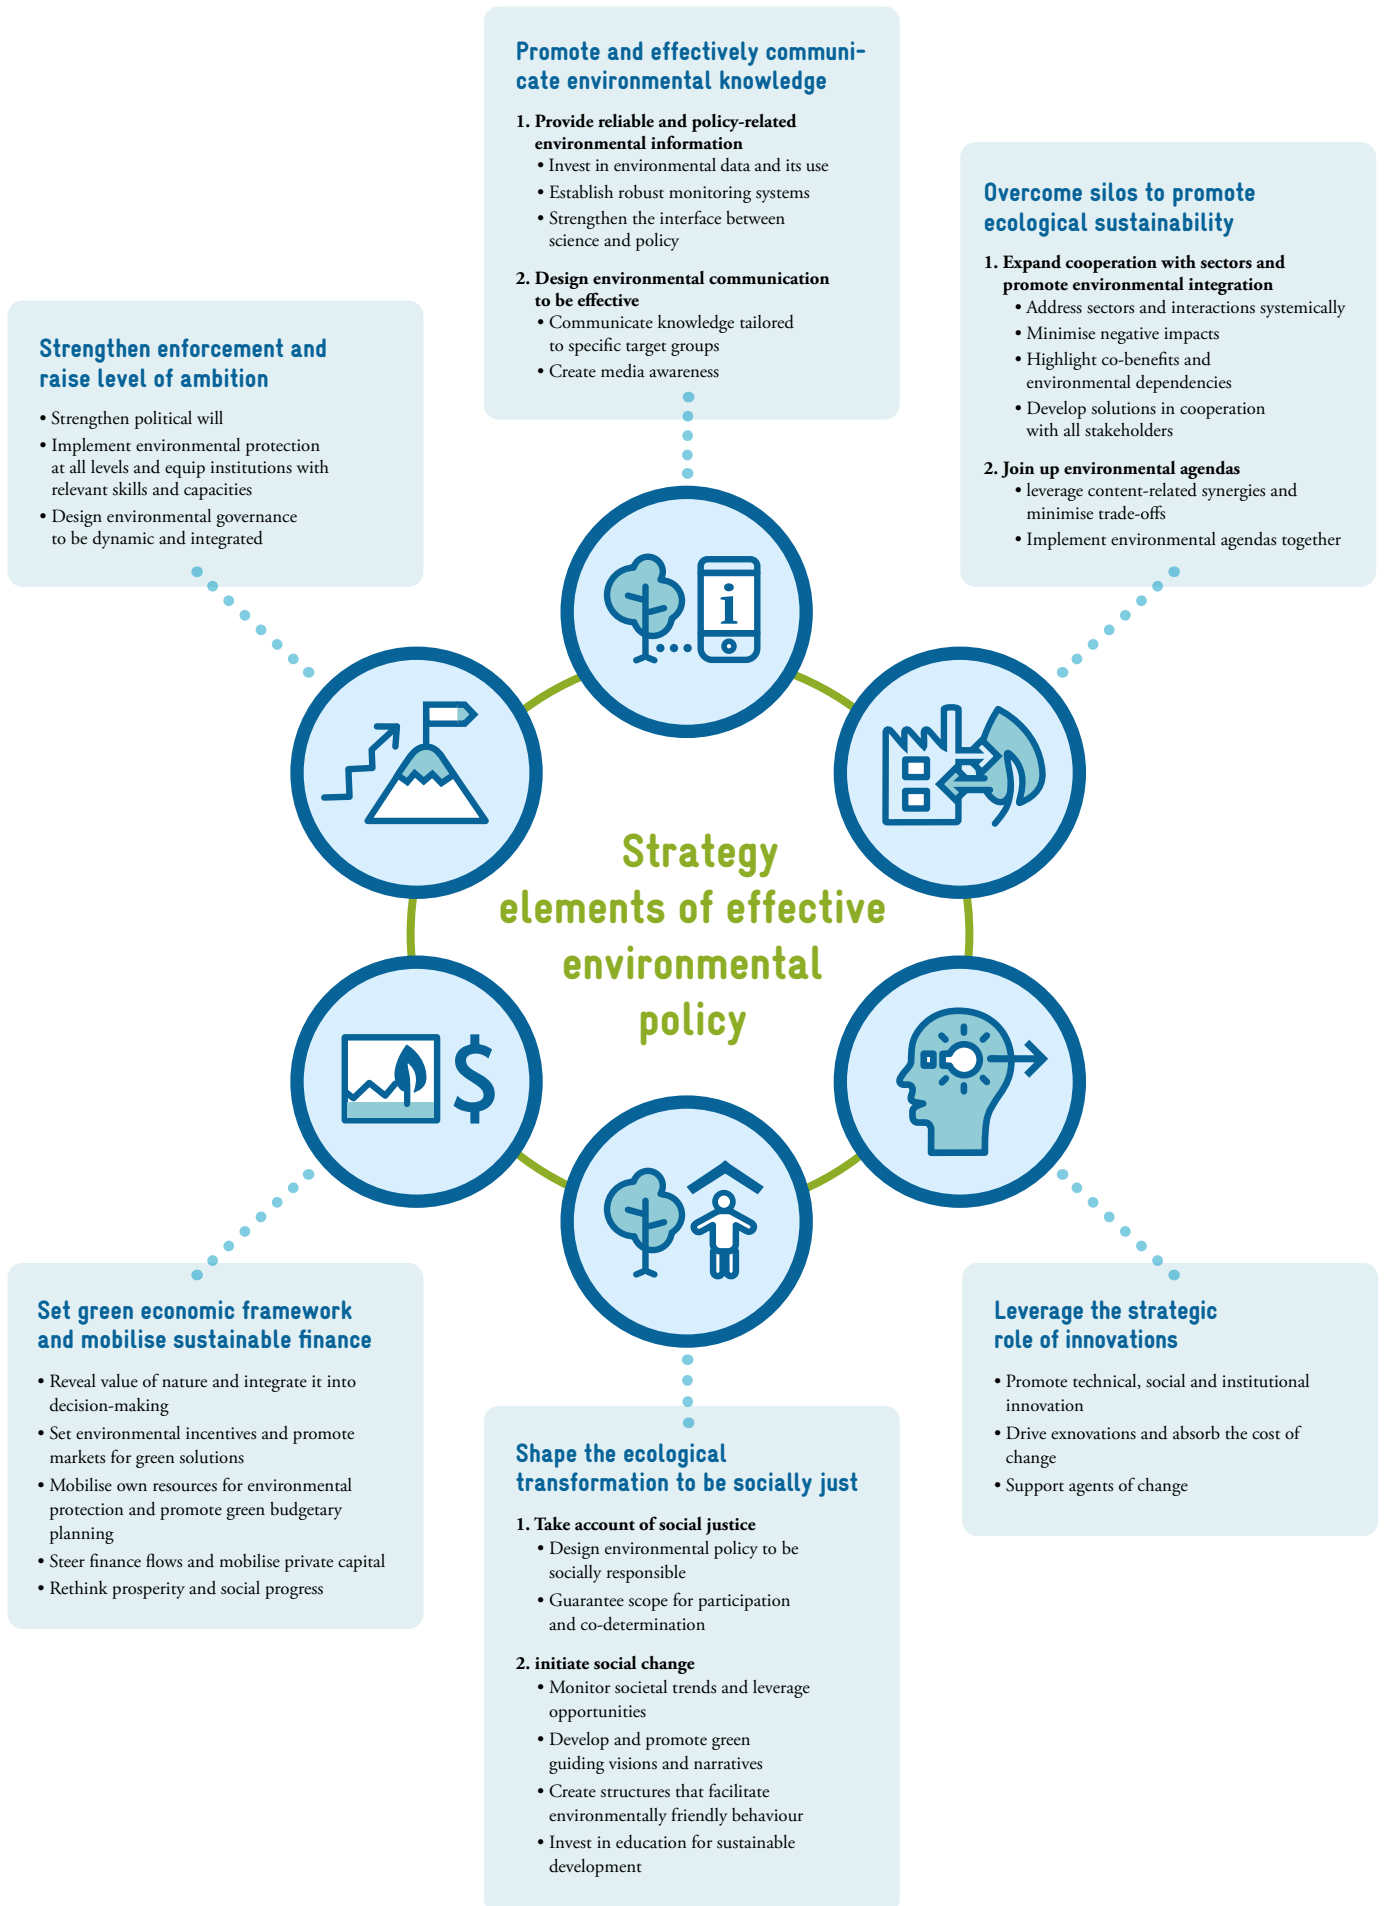 Promote and effectively communi-
cate environmental knowledge
1. Provide reliable and policy-related
environmental information
• Invest in environmental data and its use
• Establish robust monitoring systems
• Strengthen the interface between
science and policy
2. Design environmental communication
to be effective
• Communicate knowledge tailored
to specific target groups
• Create media awareness
Overcome silos to promote
ecological sustainability
1. Expand cooperation with sectors and
promote environmental integration
• Address sectors and interactions systemically
• Minimise negative impacts
• Highlight co-benefits and
environmental dependencies
• Develop solutions in cooperation
with all stakeholders
2. Join up environmental agendas
• leverage content-related synergies and
minimise trade-offs
• Implement environmental agendas together
Strengthen enforcement and
raise level of ambition
• Strengthen political will
• Implement environmental protection
at all levels and equip institutions with
relevant skills and capacities
• Design environmental governance
to be dynamic and integrated
i
Strategy
elements of effective
environmental
policy
$
Set green economic framework
and mobilise sustainable finance
• Reveal value of nature and integrate it into
decision-making
• Set environmental incentives and promote
markets for green solutions
• Mobilise own resources for environmental
protection and promote green budgetary
planning
• Steer finance flows and mobilise private capital
• Rethink prosperity and social progress
Leverage the strategic
role of innovations
• Promote technical, social and institutional
innovation
• Drive exnovations and absorb the cost of
change
• Support agents of change
Shape the ecological
transformation to be socially just
1. Take account of social justice
• Design environmental policy to be
socially responsible
• Guarantee scope for participation
and co-determination
2. initiate social change
• Monitor societal trends and leverage
opportunities
• Develop and promote green
guiding visions and narratives
• Create structures that facilitate
environmentally friendly behaviour
• Invest in education for sustainable
development